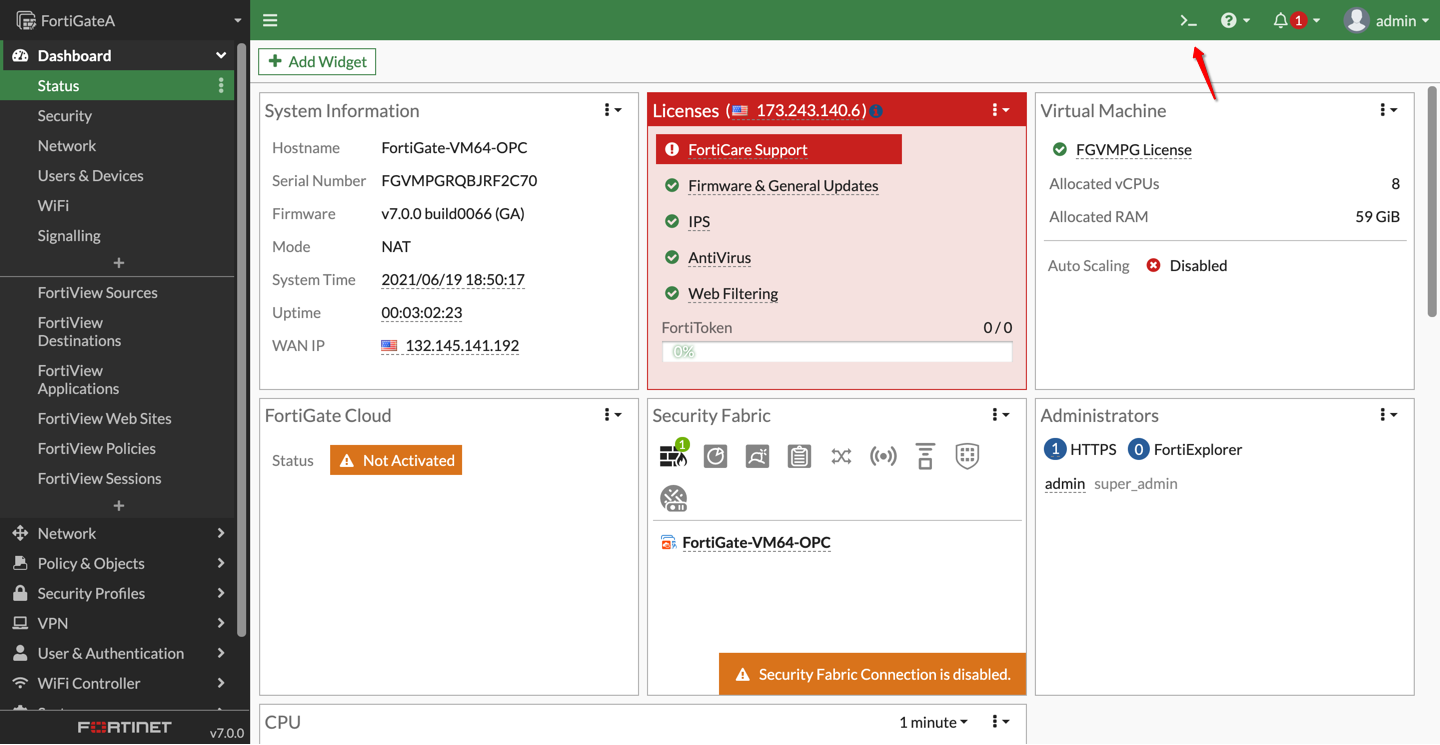 FortiGateA
>_
?
1
admin
Dashboard
Status
Security
Network
Users & Devices
WiFi
Signalling
+
FortiView Sources
FortiView
Destinations
FortiView
Applications
FortiView Web Sites
FortiView Policies
FortiView Sessions
+
Network
Policy & Objects
Security Profiles
VPN
User & Authentication
WiFi Controller
FORTINET
v7.0.0
+ Add Widget
System Information
Hostname FortiGate-VM64-OPC
Serial Number FGVMPGRQBJRF2C70
Firmware v7.0.0 build0066 (GA)
Mode NAT
System Time 2021/06/19 18:50:17
Uptime 00:03:02:23
WAN IP 132.145.141.192
Licenses (173.243.140.6)
FortiCare Support
Firmware & General Updates
IPS
AntiVirus
Web Filtering
FortiToken 0 / 0
0%
Virtual Machine
FGVMPG License
Allocated vCPUs 8
Allocated RAM 59 GiB
Auto Scaling Disabled
FortiGate Cloud
Status Not Activated
Security Fabric
1
FortiGate-VM64-OPC
Security Fabric Connection is disabled.
Administrators
1 HTTPS 0 FortiExplorer
admin super_admin
CPU 1 minute